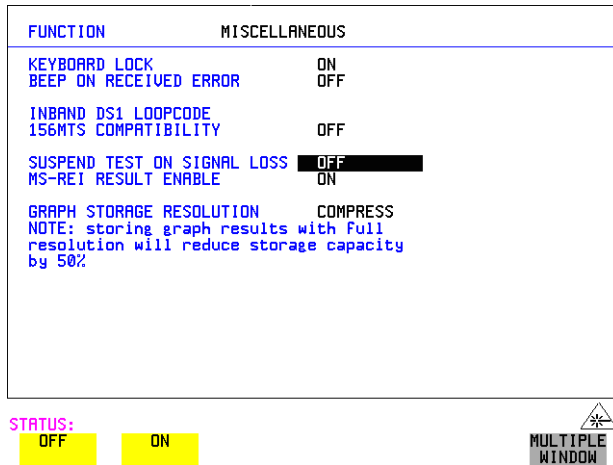 FUNCTION MISCELLANEOUS
KEYBOARD LOCK ON
BEEP ON RECEIVED ERROR OFF
INBAND DS1 LOOPCODE
156MTS COMPATIBILITY OFF
SUSPEND TEST ON SIGNAL LOSS OFF
MS-REI RESULT ENABLE ON
GRAPH STORAGE RESOLUTION COMPRESS
NOTE: storing graph results with Full
resolution will reduce storage capacity
by 50%
STATUS:
OFF ON MULTIPLE
WINDOW